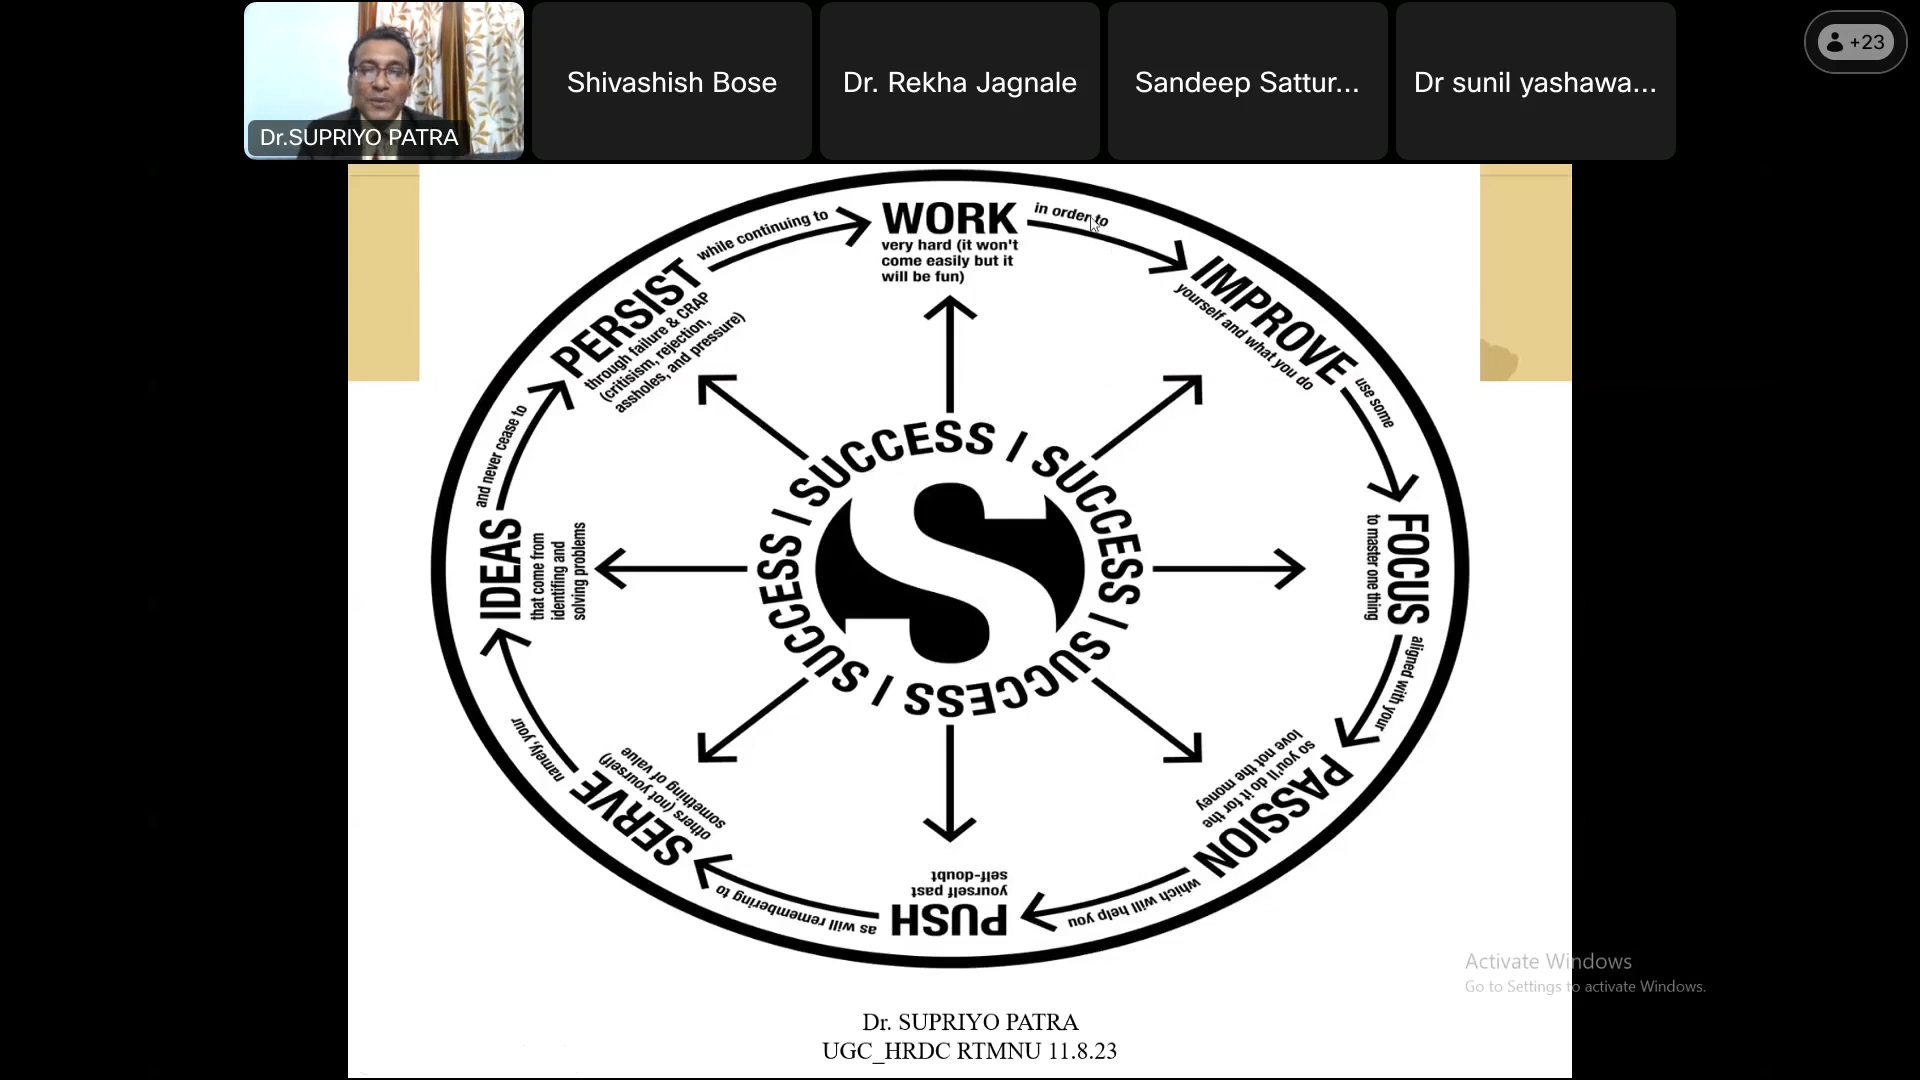 Dr.SUPRIYO PATRA
Shivashish Bose
Dr. Rekha Jagnale
Sandeep Sattur...
Dr sunil yashawa...
+23
WORK
very hard (it won't
come easily but it
will be fun)
in order to
IMPROVE
yourself and what you do
use some
FOCUS
to master one thing
aligned with your
PASSION
so you'll do it for the
love not the money
which will help you
PUSH
yourself past
self-doubt
as will remembering to
SERVE
others (not yourself)
something of value
namely, your
IDEAS
that come from
identifing and
solving problems
and never cease to
PERSIST
through failure & CRAP
(critisism, rejection,
assholes, and pressure)
while continuing to
SUCCESS / SUCCESS / SUCCESS / SUCCESS / SUCCESS /
S
Activate Windows
Go to Settings to activate Windows.
Dr. SUPRIYO PATRA
UGC_HRDC RTMNU 11.8.23